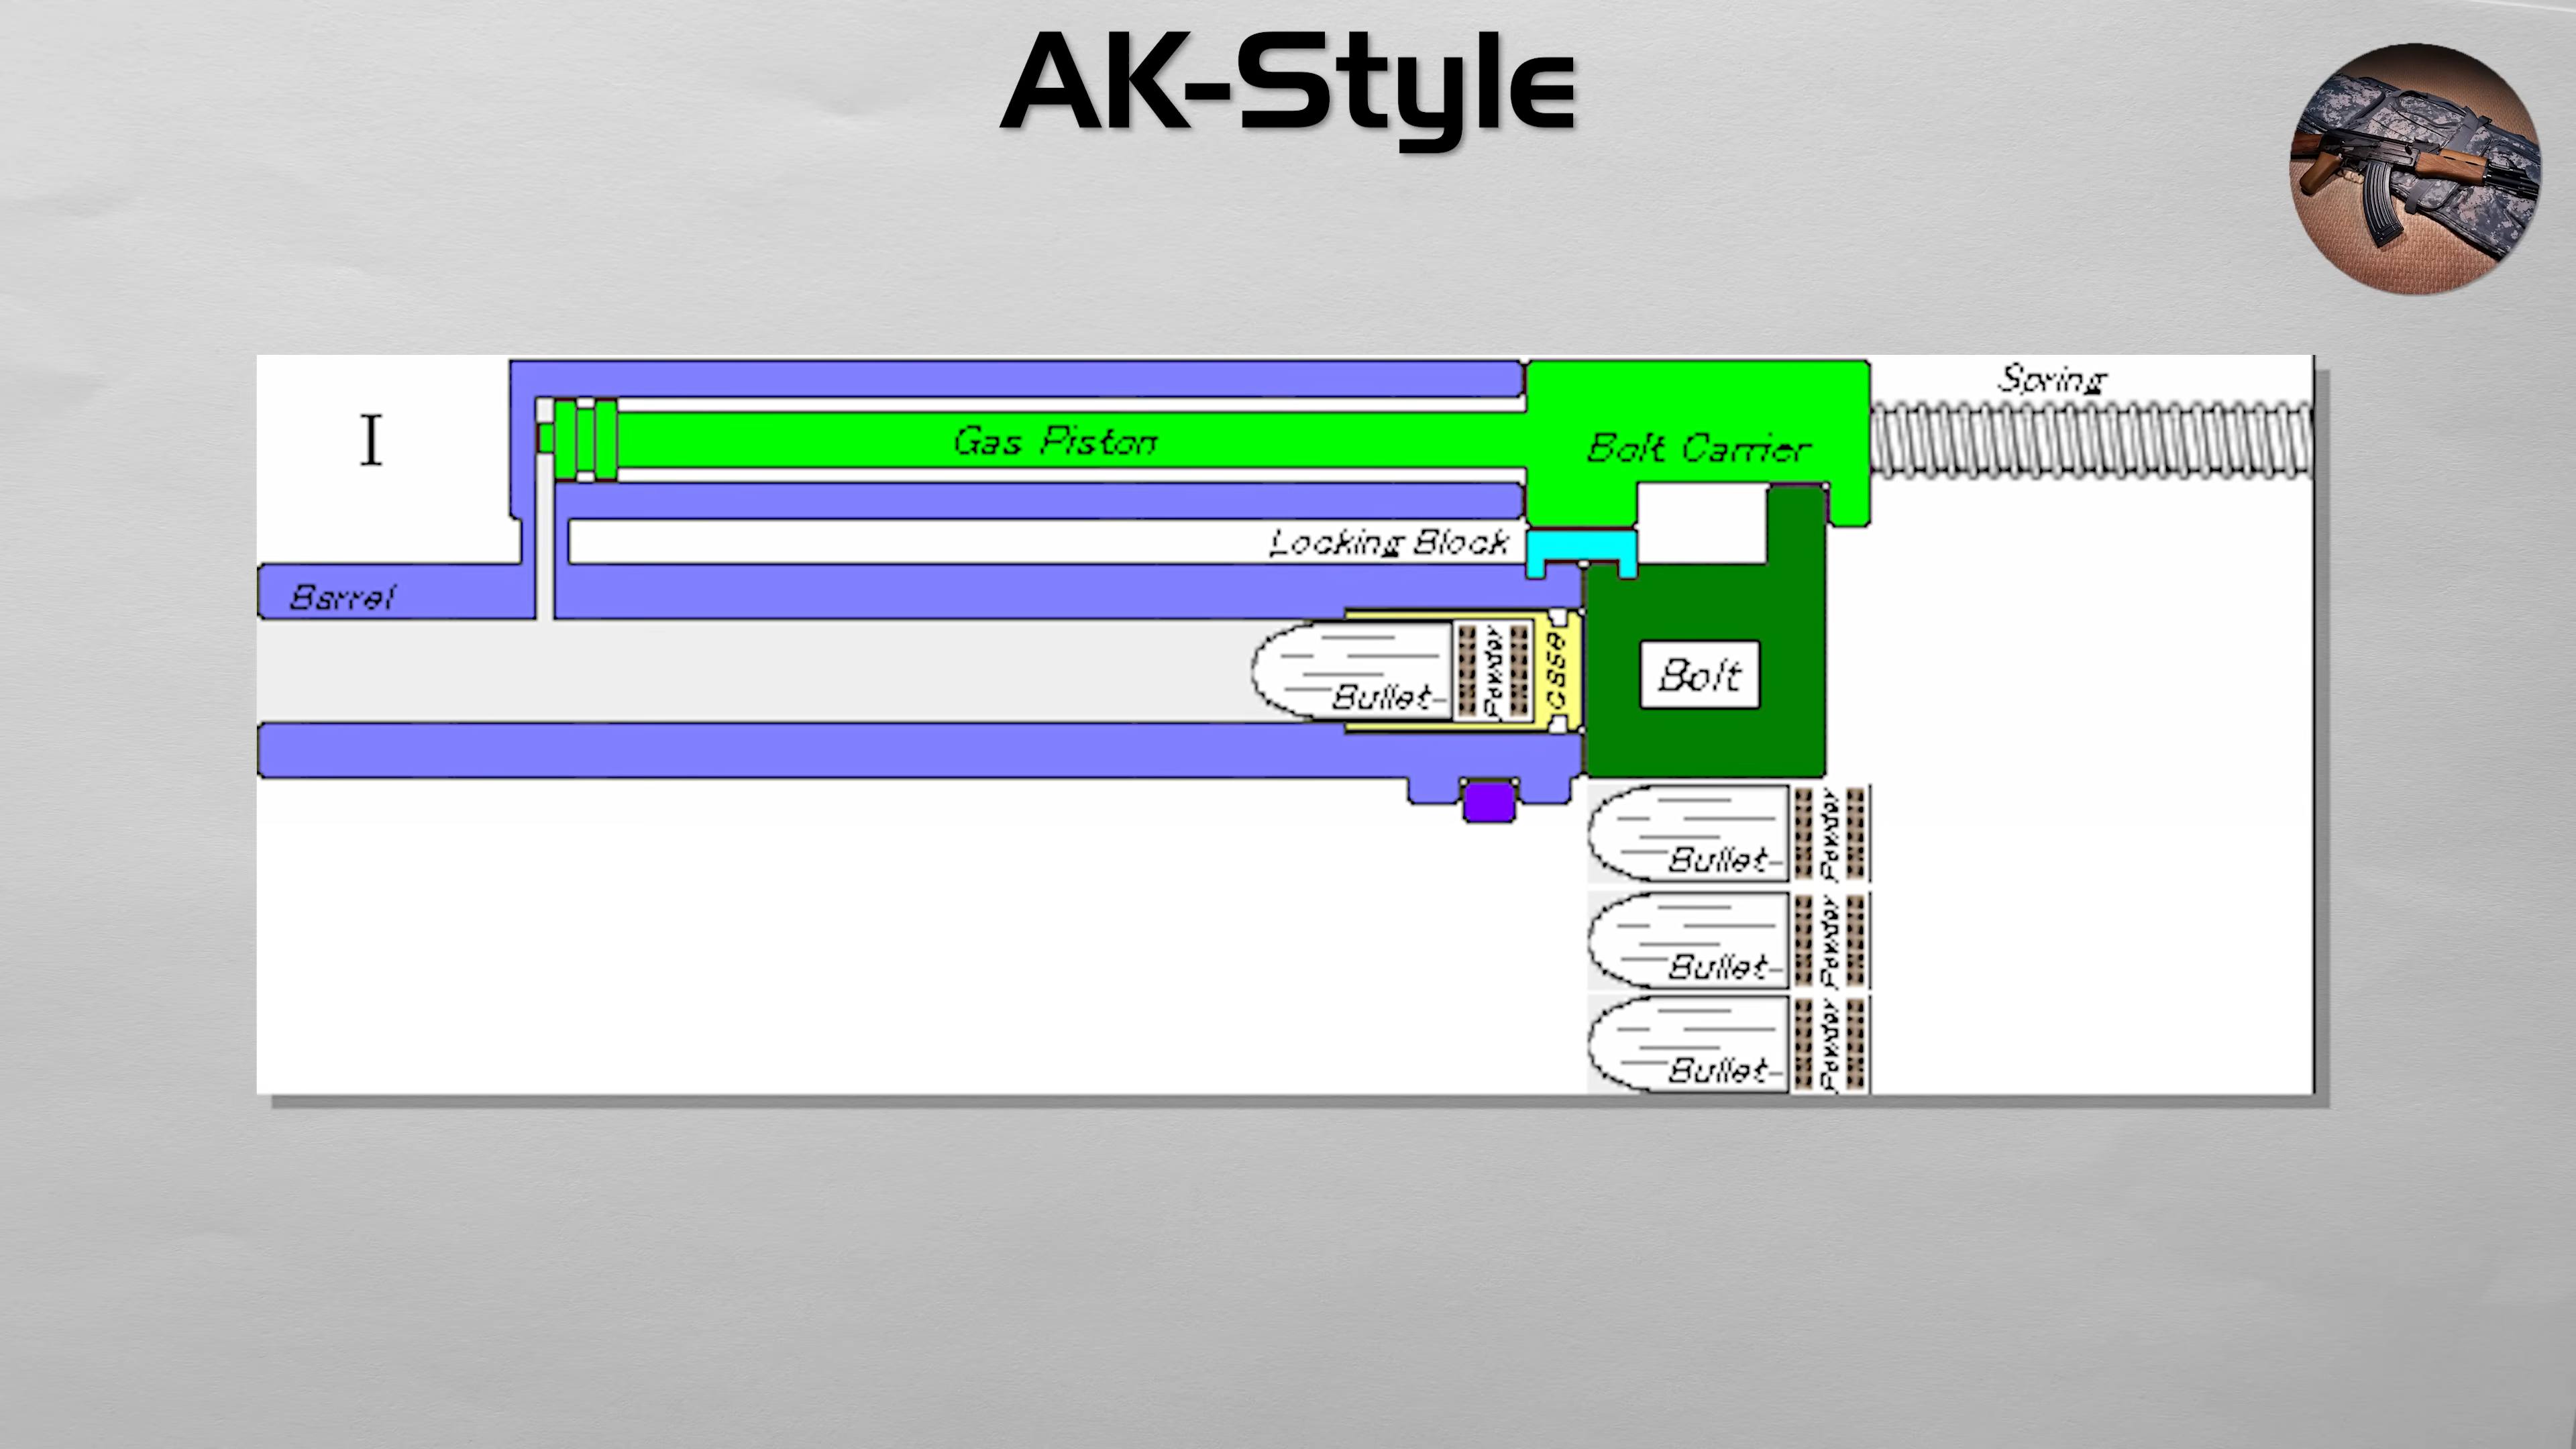 AK-Style
Spring
I
Gas Piston
Bolt Carrier
Locking Block
Barrel
Bullet
Powder
case
Bolt
Bullet
Powder
Bullet
Powder
Bullet
Powder